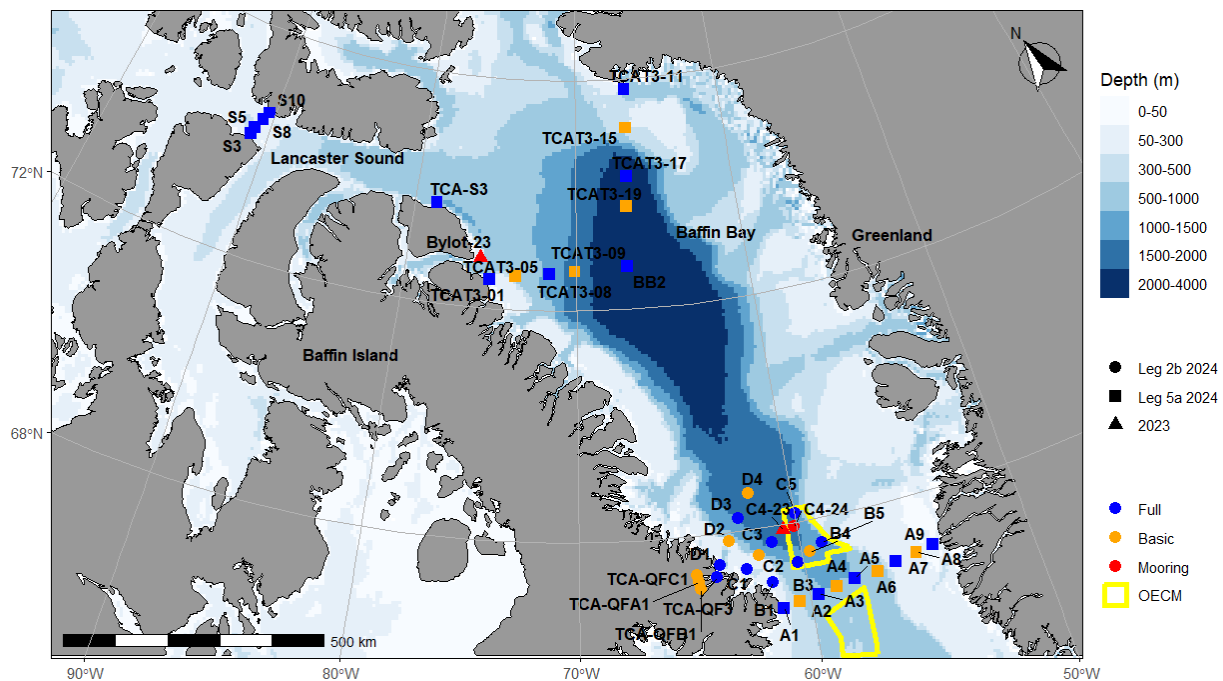 N
TCAT3-11
S10
S5
S8
S3
TCAT3-15
Lancaster Sound
TCAT3-17
72°N
TCA-S3
TCAT3-19
Baffin Bay
Greenland
Bylot-23
TCAT3-09
TCAT3-05
BB2
TCAT3-01
TCAT3-08
Baffin Island
68°N
D4
C5
D3
C4-23
C4-24
B5
D2
C3
B4
A9
D1
A5
A8
C2
A4
A7
TCA-QFC1
C1
B3
A6
TCA-QFA1
TCA-QF3
B1
A2
A3
TCA-QFB1
A1
500 km
90°W
80°W
70°W
60°W
50°W
Depth (m)
0-50
50-300
300-500
500-1000
1000-1500
1500-2000
2000-4000
Leg 2b 2024
Leg 5a 2024
2023
Full
Basic
Mooring
OECM